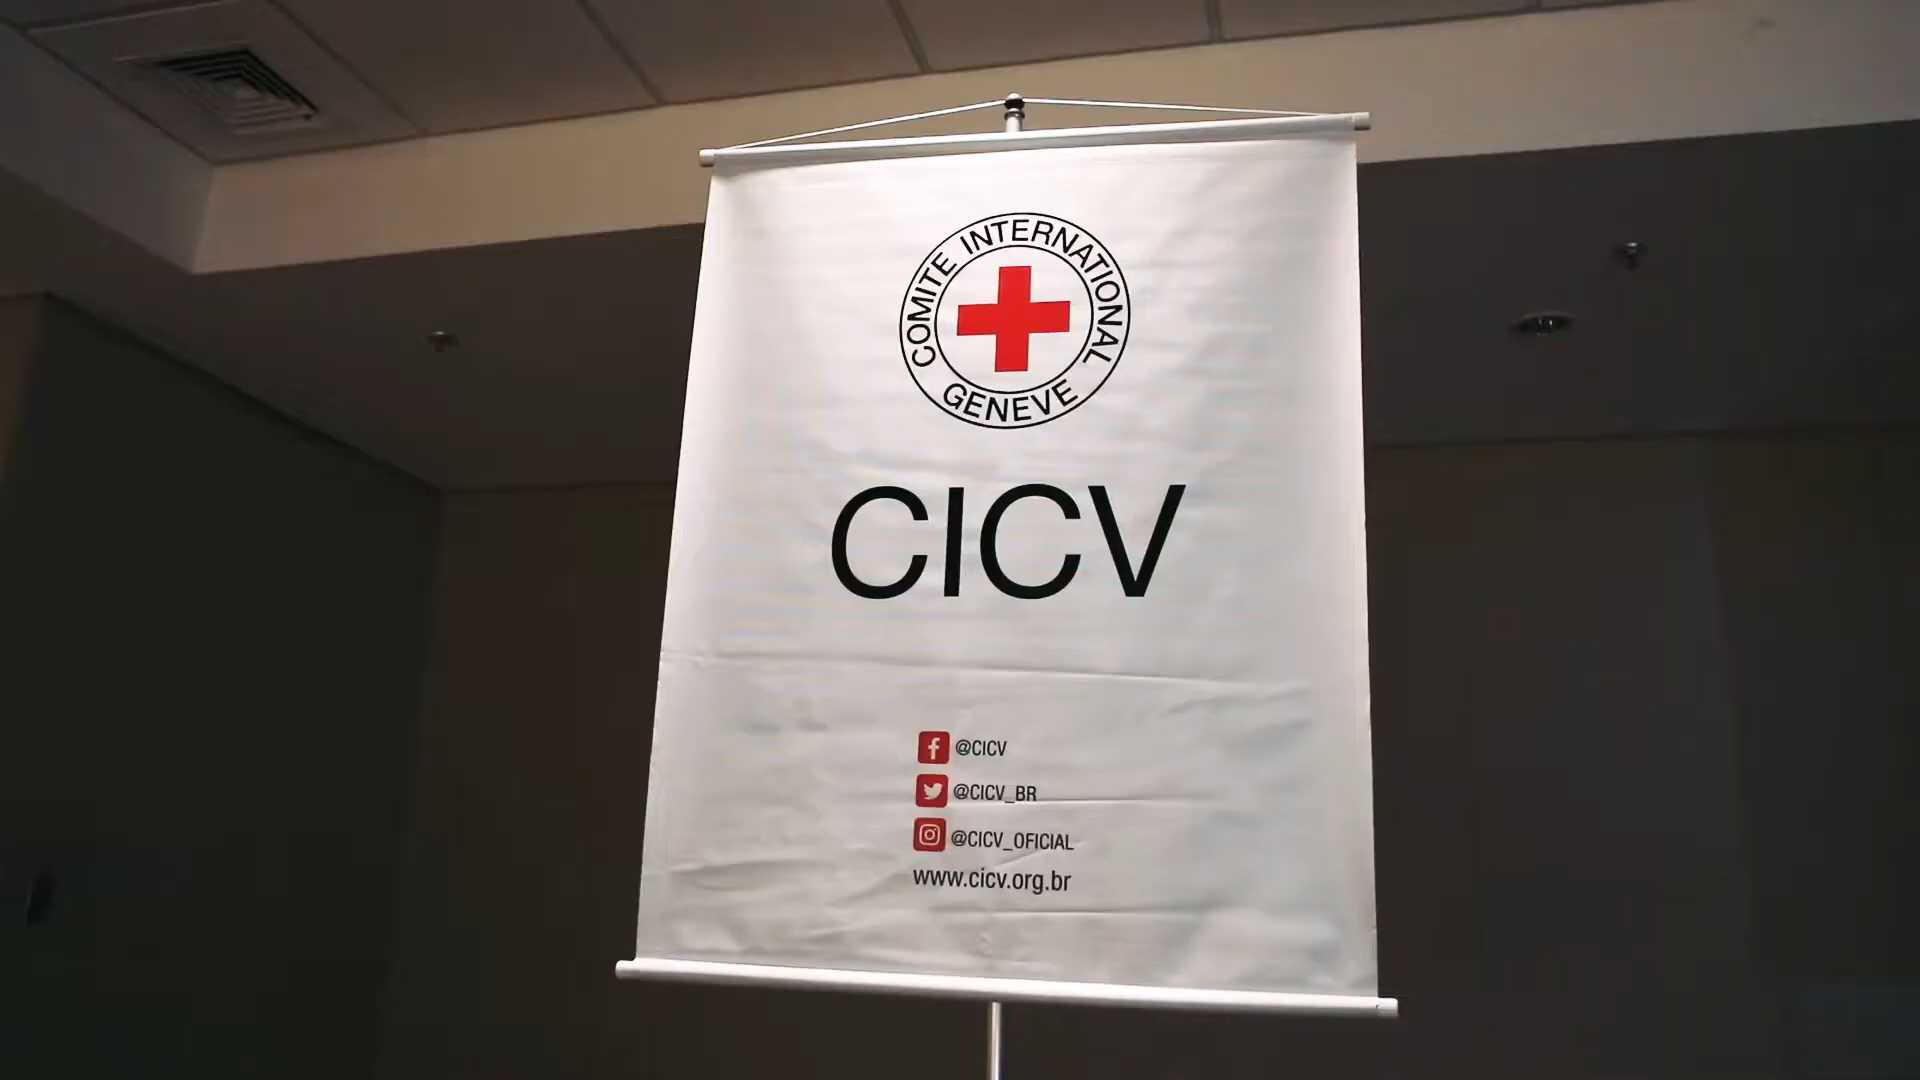 COMITE INTERNATIONAL
GENEVE
CICV
@CICV
@CICV_BR
@CICV_OFICIAL
www.cicv.org.br